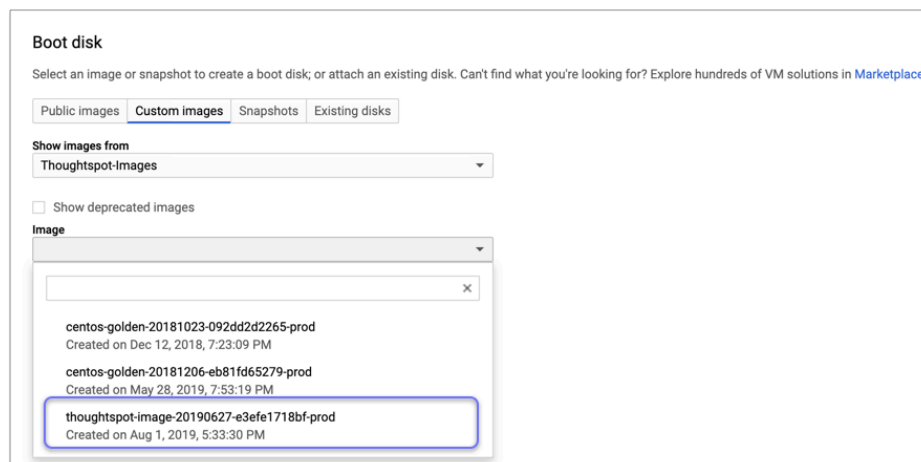 Boot disk
Select an image or snapshot to create a boot disk; or attach an existing disk. Can't find what you're looking for? Explore hundreds of VM solutions in Marketplace
Public images Custom images Snapshots Existing disks
Show images from
Thoughtspot-Images
Show deprecated images
Image
centos-golden-20181023-092dd2d2265-prod
Created on Dec 12, 2018, 7:23:09 PM
centos-golden-20181206-eb81fd65279-prod
Created on May 28, 2019, 7:53:19 PM
thoughtspot-image-20190627-e3efe1718bf-prod
Created on Aug 1, 2019, 5:33:30 PM